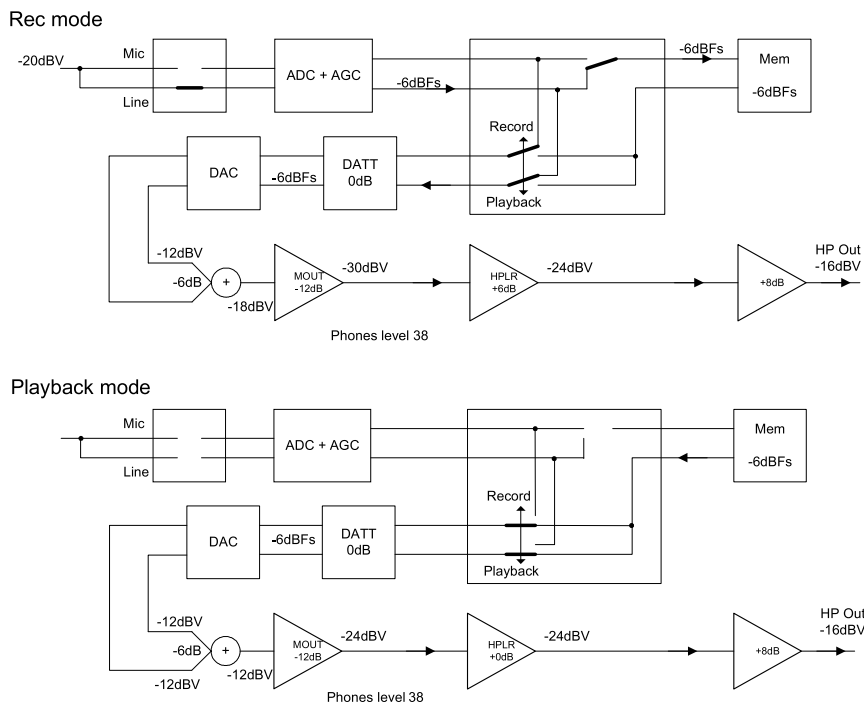 Rec mode
-20dBV
Mic
Line
ADC + AGC
-6dBFs
-6dBFs
Mem
-6dBFs
Record
Playback
DAC
-6dBFs
DATT
0dB
-12dBV
-6dB
+
-18dBV
MOUT
-12dB
-30dBV
HPLR
+6dB
-24dBV
+8dB
HP Out
-16dBV
Phones level 38
Playback mode
Mic
Line
ADC + AGC
Mem
-6dBFs
Record
Playback
DAC
-6dBFs
DATT
0dB
-12dBV
-6dB
-12dBV
+
-12dBV
MOUT
-12dB
-24dBV
HPLR
+0dB
-24dBV
+8dB
HP Out
-16dBV
Phones level 38